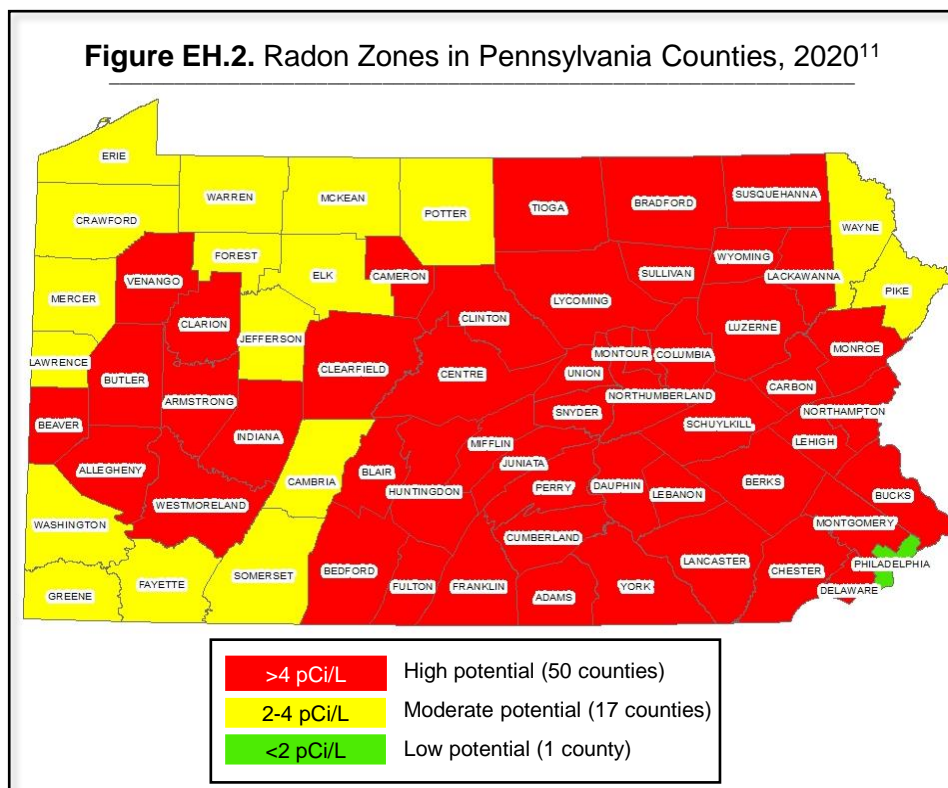 Figure EH.2. Radon Zones in Pennsylvania Counties, 2020¹¹
ERIE
WARREN
MCKEAN
POTTER
TIOGA
BRADFORD
SUSQUEHANNA
CRAWFORD
WAYNE
FOREST
WYOMING
VENANGO
ELK
CAMERON
SULLIVAN
LACKAWANNA
MERCER
PIKE
LYCOMING
CLARION
CLINTON
LUZERNE
JEFFERSON
MONROE
LAWRENCE
CLEARFIELD
MONTOUR
COLUMBIA
BUTLER
CENTRE
UNION
CARBON
BEAVER
ARMSTRONG
NORTHUMBERLAND
SNYDER
NORTHAMPTON
INDIANA
SCHUYLKILL
LEHIGH
MIFFLIN
ALLEGHENY
BLAIR
JUNIATA
CAMBRIA
HUNTINGDON
PERRY
DAUPHIN
LEBANON
BERKS
BUCKS
WESTMORELAND
WASHINGTON
MONTGOMERY
CUMBERLAND
LANCASTER
PHILADELPHIA
BEDFORD
CHESTER
SOMERSET
FAYETTE
FULTON
FRANKLIN
YORK
DELAWARE
GREENE
ADAMS
>4 pCi/L High potential (50 counties)
2-4 pCi/L Moderate potential (17 counties)
<2 pCi/L Low potential (1 county)